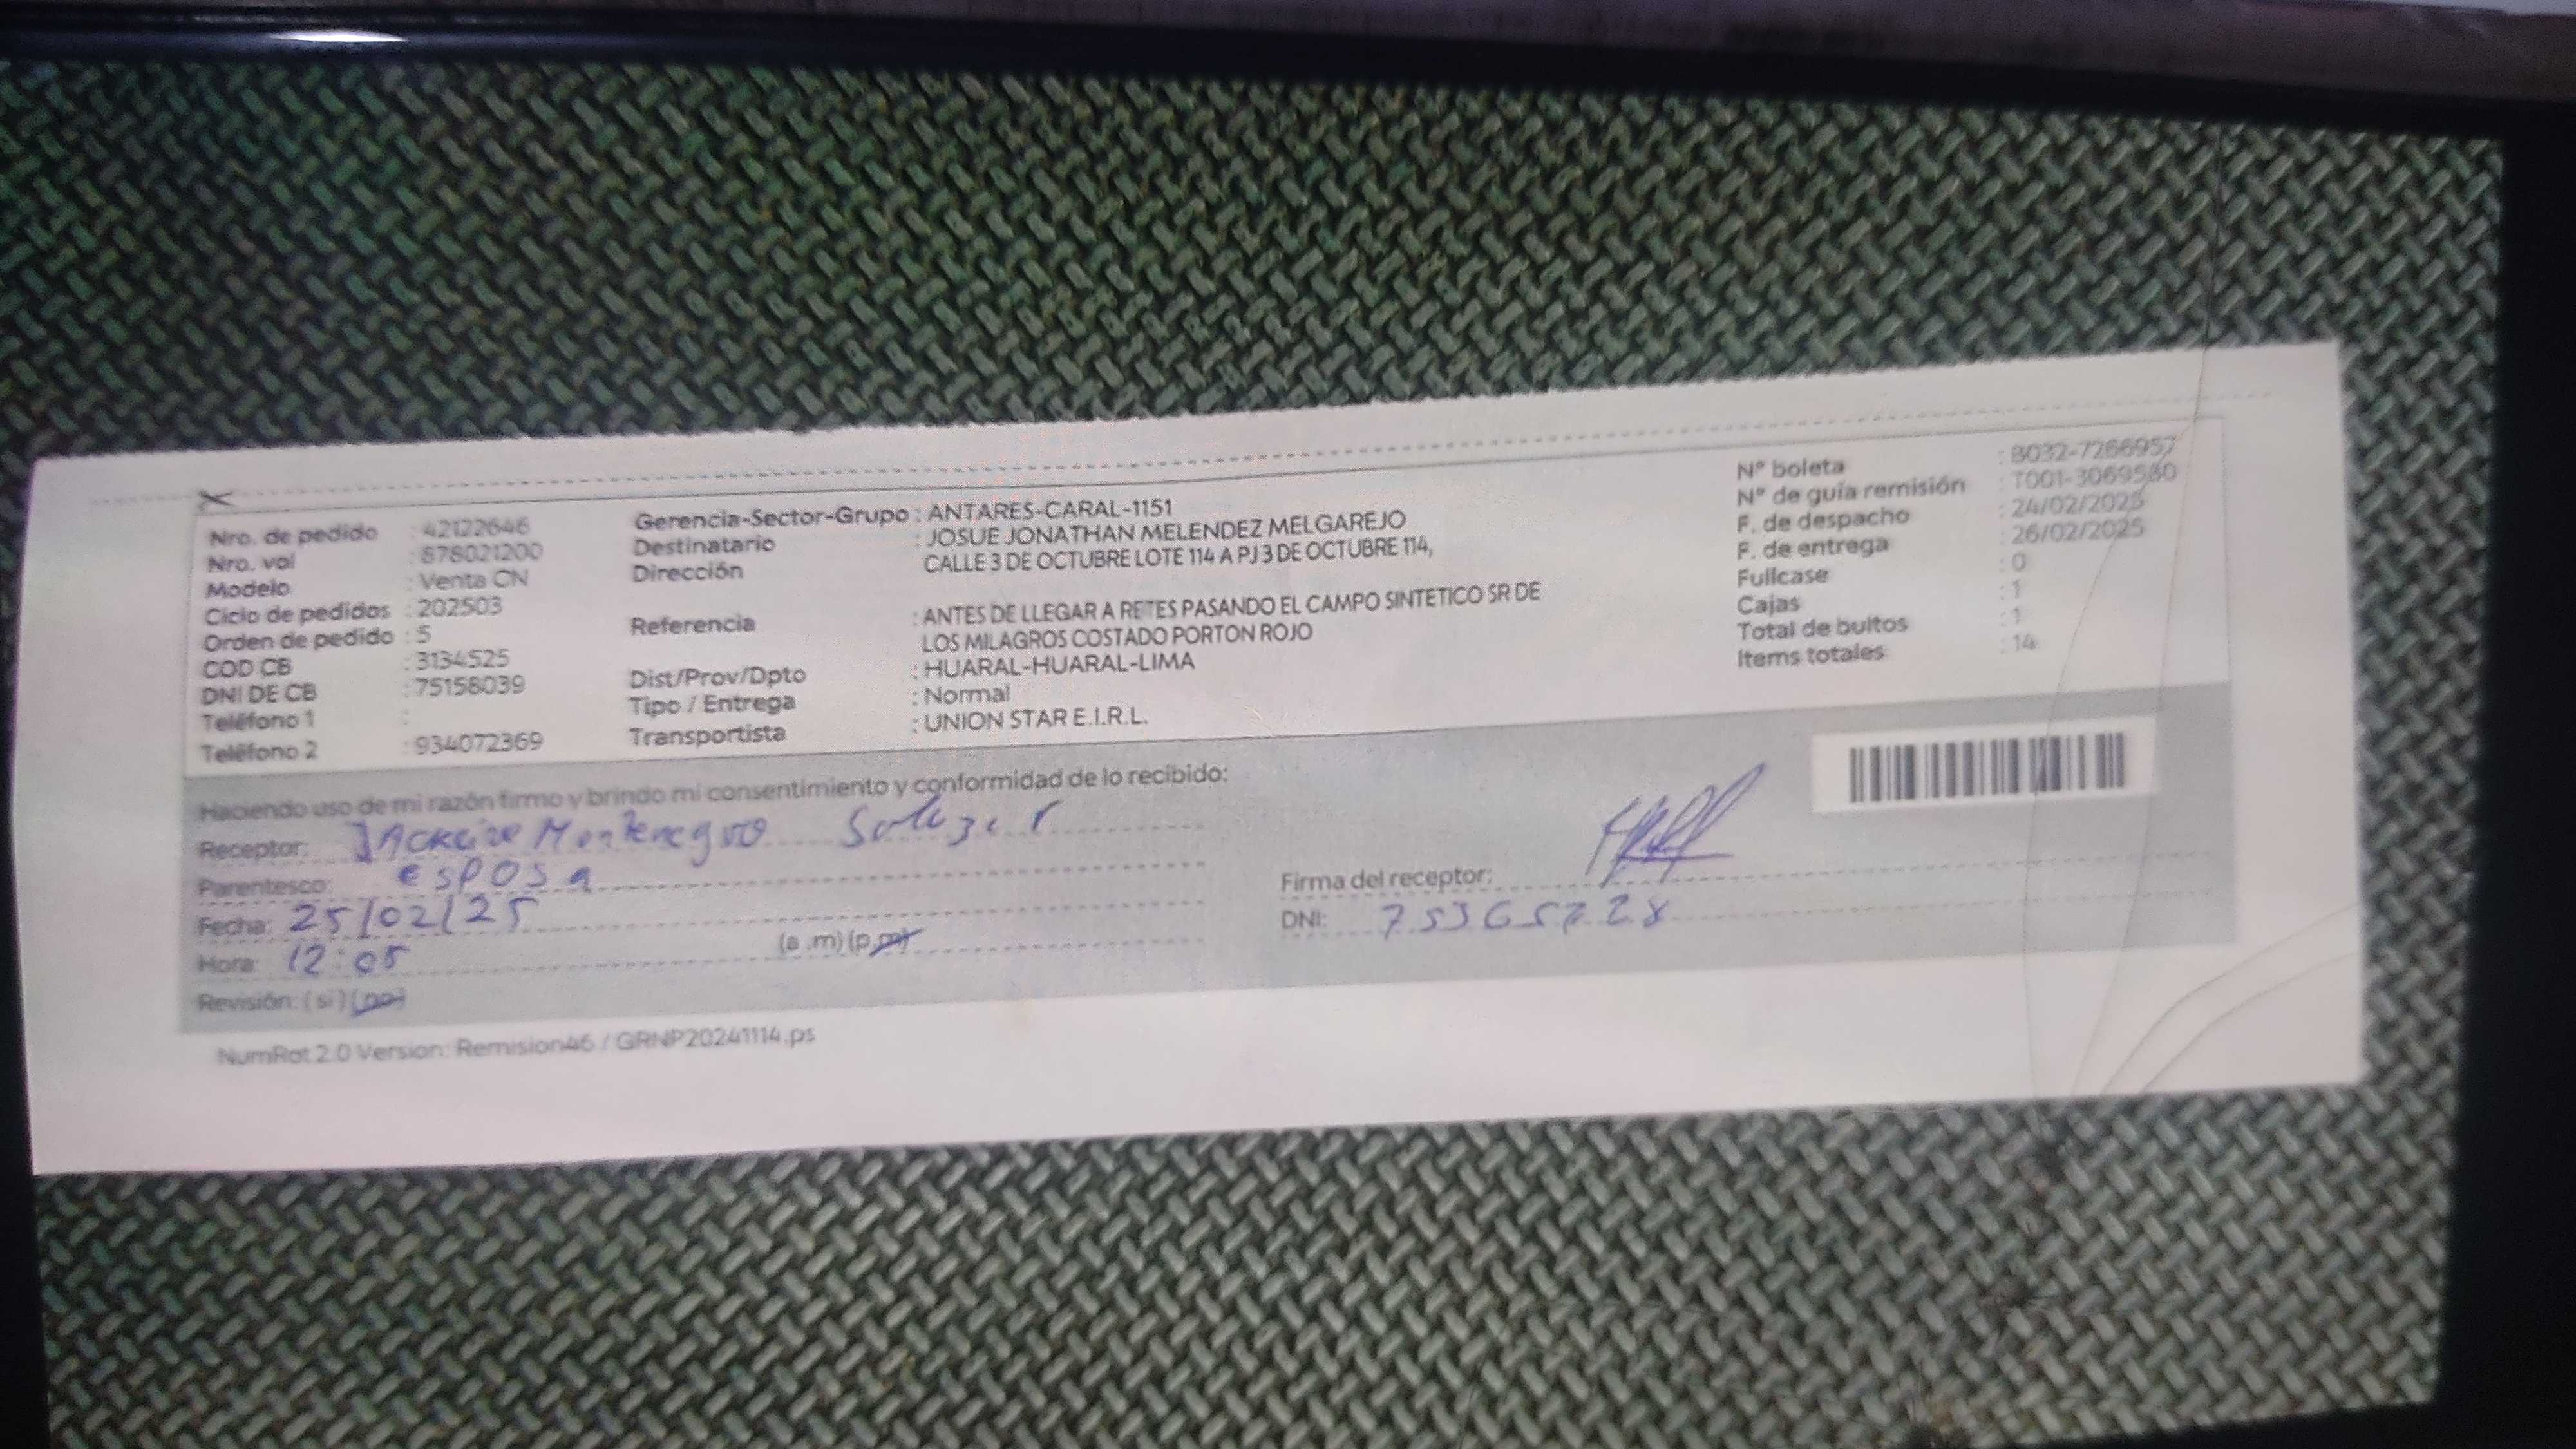 Nro. de pedido : 42122646
Nro. vol : 878021200
Modelo : Venta CN
Ciclo de pedidos : 202503
Orden de pedido : 5
COD CB : 3134525
DNI DE CB : 75158039
Teléfono 1 :
Teléfono 2 : 934072369
Gerencia-Sector-Grupo : ANTARES-CARAL-1151
Destinatario : JOSUE JONATHAN MELENDEZ MELGAREJO
Dirección CALLE 3 DE OCTUBRE LOTE 114 A PJ 3 DE OCTUBRE 114,
Referencia : ANTES DE LLEGAR A RETES PASANDO EL CAMPO SINTETICO SR DE
LOS MILAGROS COSTADO PORTON ROJO
Dist/Prov/Dpto : HUARAL-HUARAL-LIMA
Tipo / Entrega : Normal
Transportista : UNION STAR E.I.R.L.
Nº boleta : B032-7266957
Nº de guía remisión : T001-3069580
F. de despacho : 24/02/2025
F. de entrega : 26/02/2025
Fullcase : 0
Cajas : 1
Total de bultos : 1
Items totales : 14
Haciendo uso de mi razón firmo y brindo mi consentimiento y conformidad de lo recibido:
Receptor: Montenegro
Parentesco: esposa
Fecha: 25/02/25
Hora: 12:05 (a .m) (p.m)
Revisión: (si) (no)
Firma del receptor:
DNI:
NumRot 2.0 Version: Remision46 / GRNP20241114.ps